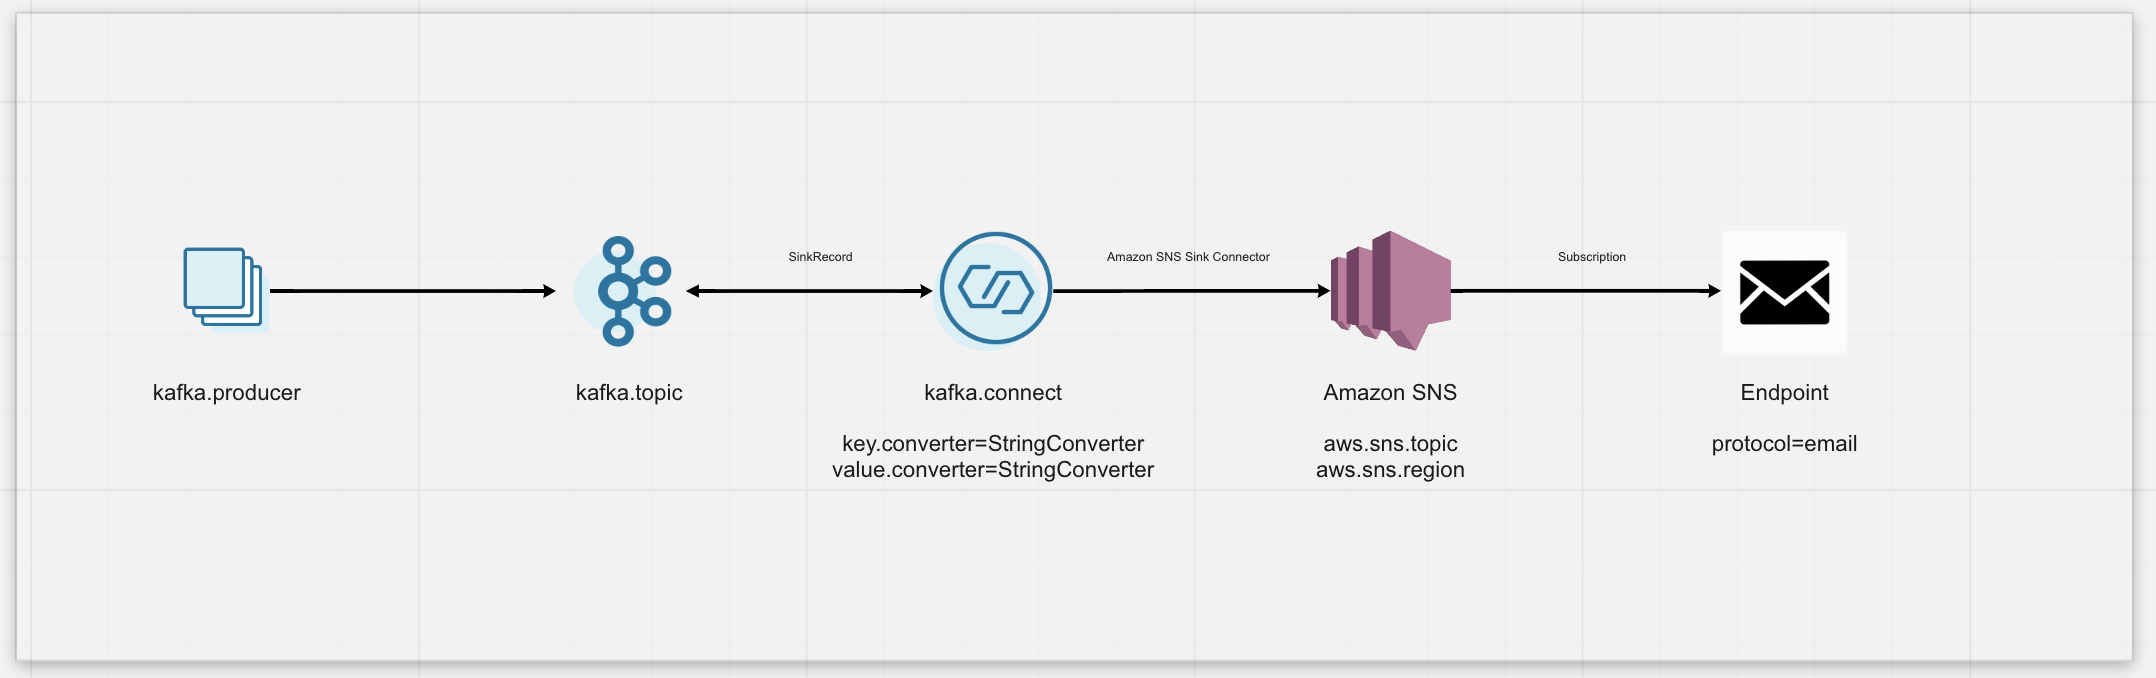 SinkRecord
Amazon SNS Sink Connector
Subscription
kafka.producer
kafka.topic
kafka.connect
Amazon SNS
Endpoint
key.converter=StringConverter
value.converter=StringConverter
aws.sns.topic
aws.sns.region
protocol=email